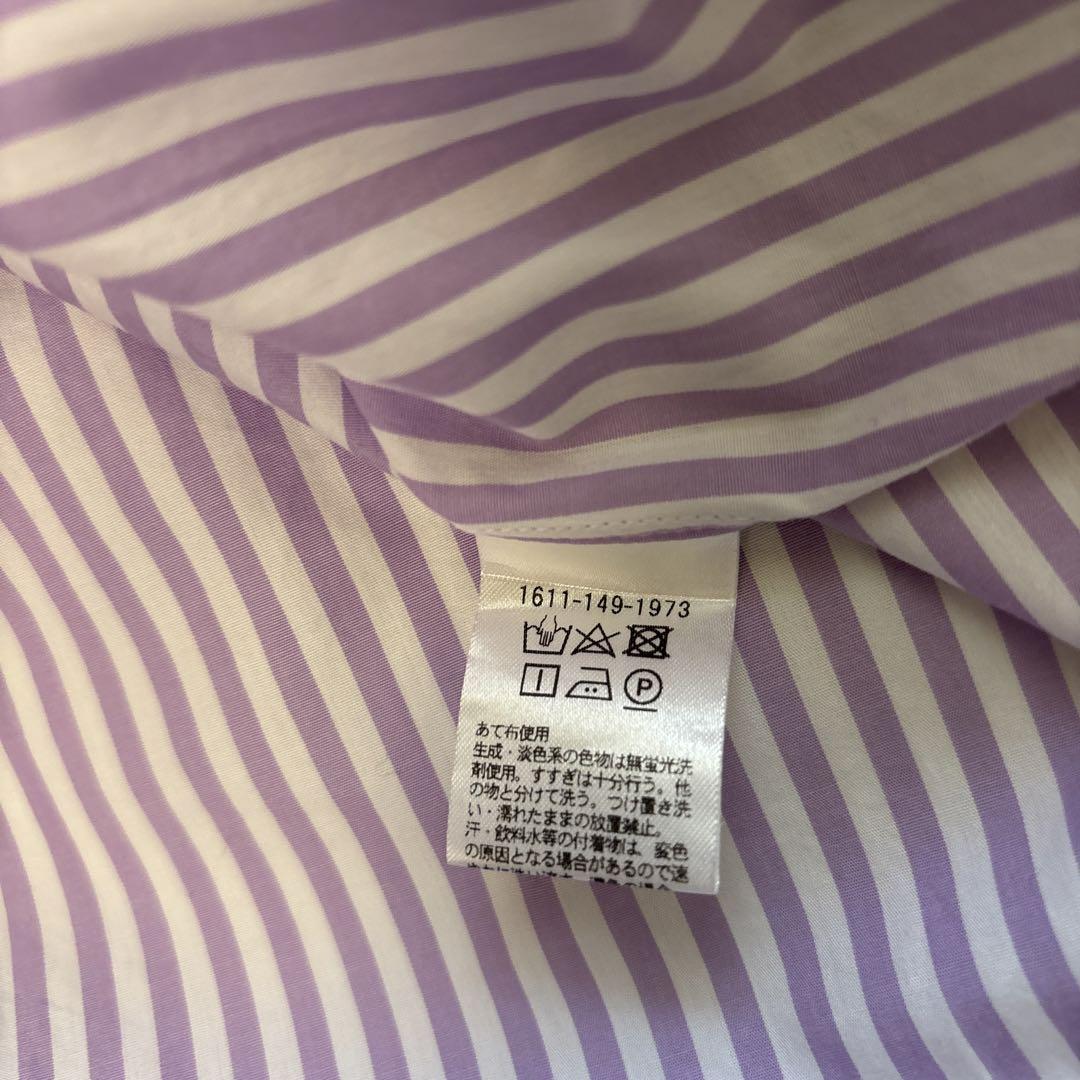 1611-149-1973
P
あて布使用
生成・淡色系の色物は無蛍光洗
剤使用。すすぎは十分行う。他
の物と分けて洗う。つけ置き洗
い・濡れたままの放置禁止。
汗・飲料水等の付着物は、変色
の原因となる場合があるので速